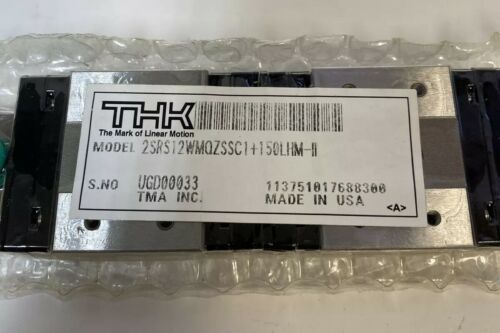 THK
The Mark of Linear Motion
MODEL 2SRS12WMQZSSC1+150LHM-II
S.NO UGD00033 113751017688300
TMA INC. MADE IN USA
<A>